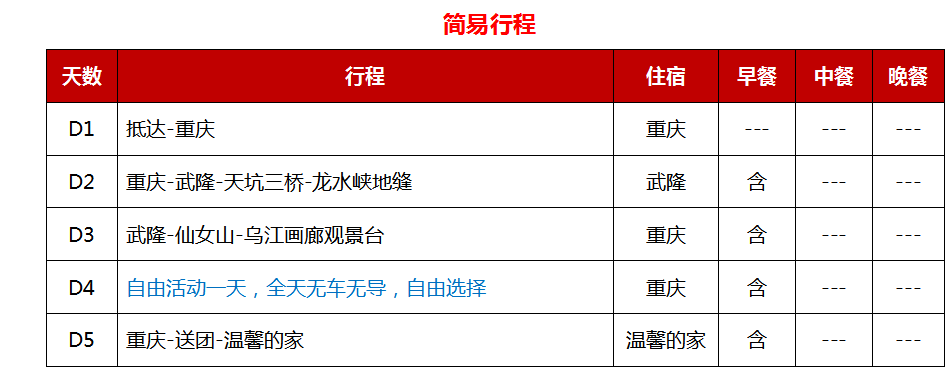 简易行程
天数 行程 住宿 早餐 中餐 晚餐
D1 抵达-重庆 重庆 --- --- ---
D2 重庆-武隆-天坑三桥-龙水峡地缝 武隆 含 --- ---
D3 武隆-仙女山-乌江画廊观景台 重庆 含 --- ---
D4 自由活动一天，全天无车无导，自由选择 重庆 含 --- ---
D5 重庆-送团-温馨的家 温馨的家 含 --- ---